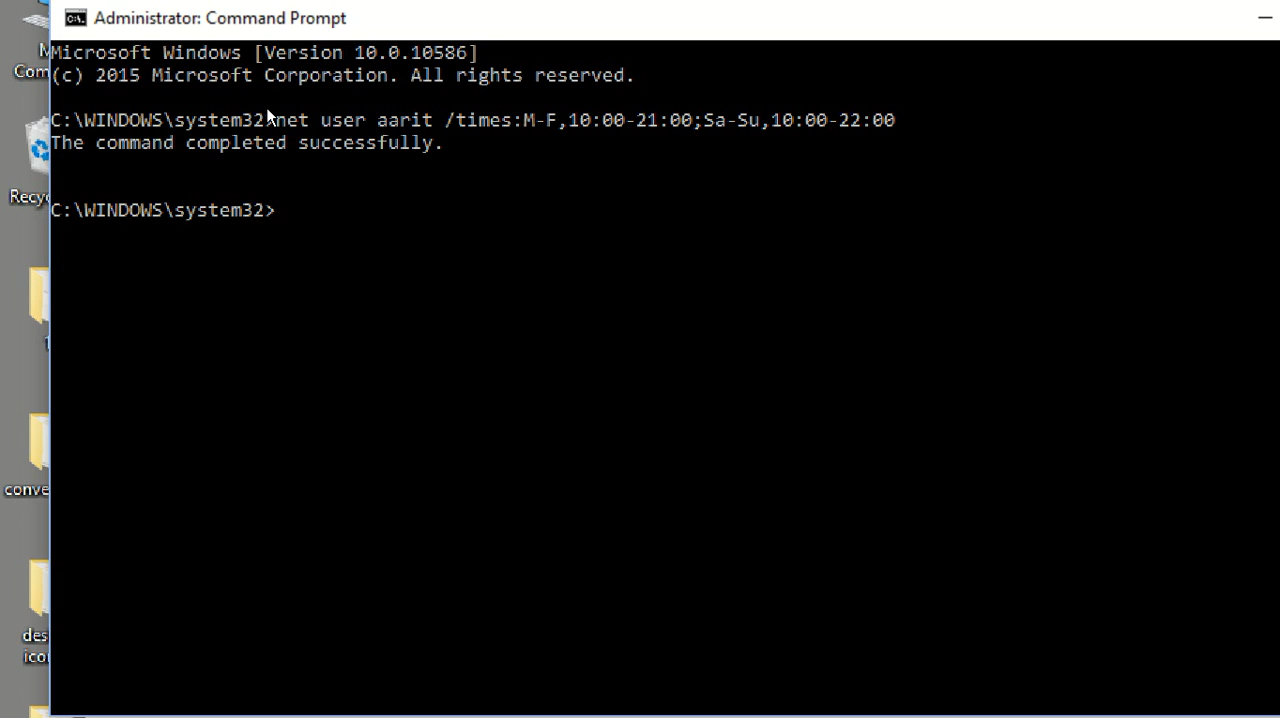 Administrator: Command Prompt
Microsoft Windows [Version 10.0.10586]
(c) 2015 Microsoft Corporation. All rights reserved.
C:\WINDOWS\system32>net user aarit /times:M-F,10:00-21:00;Sa-Su,10:00-22:00
The command completed successfully.
C:\WINDOWS\system32>
Com
Recyc
conve
des
ico